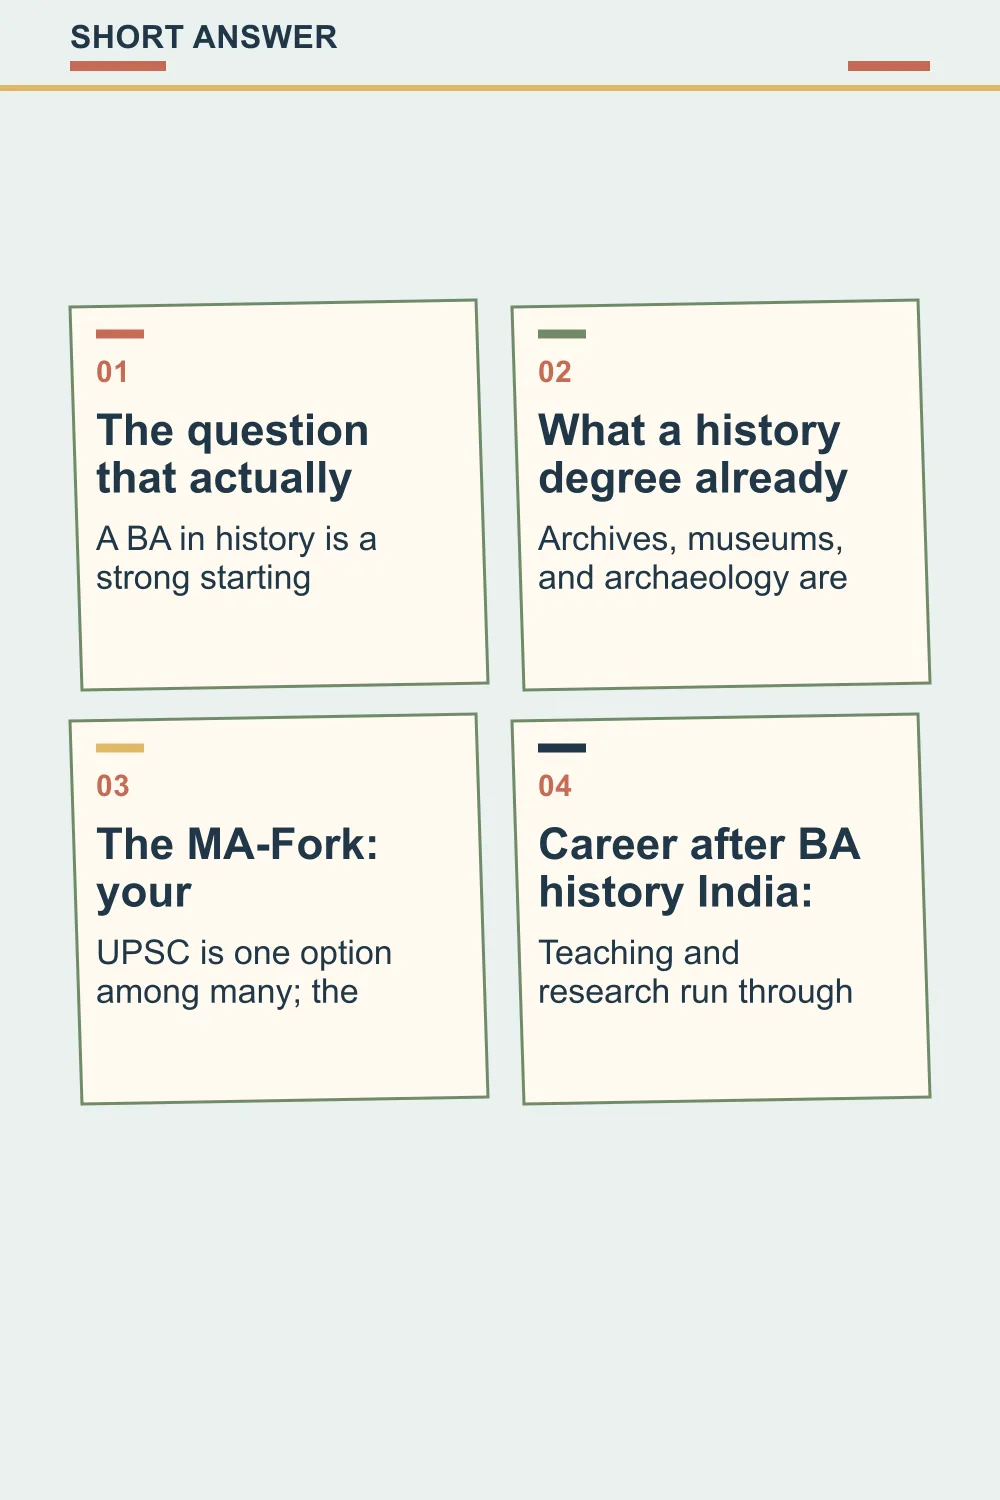 SHORT ANSWER
01
The question
that actually
A BA in history is a
strong starting
02
What a history
degree already
Archives, museums,
and archaeology are
03
The MA-Fork:
your
UPSC is one option
among many; the
04
Career after BA
history India:
Teaching and
research run through